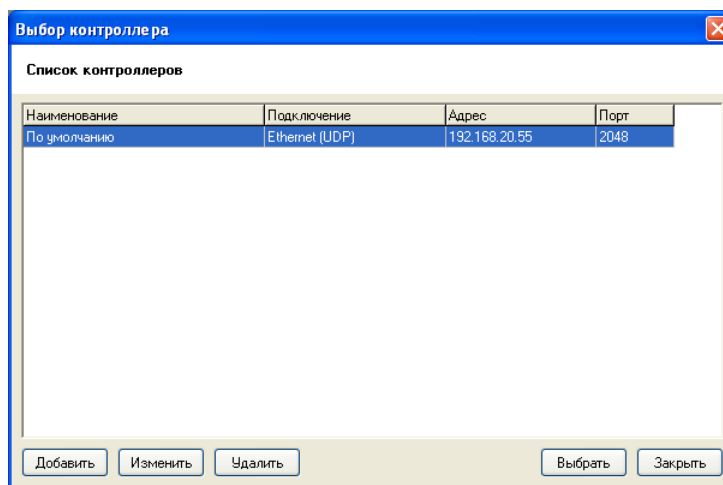 Выбор контроллера
Список контроллеров
Наименование Подключение Адрес Порт
По умолчанию Ethernet (UDP) 192.168.20.55 2048
Добавить Изменить Удалить Выбрать Закрыть